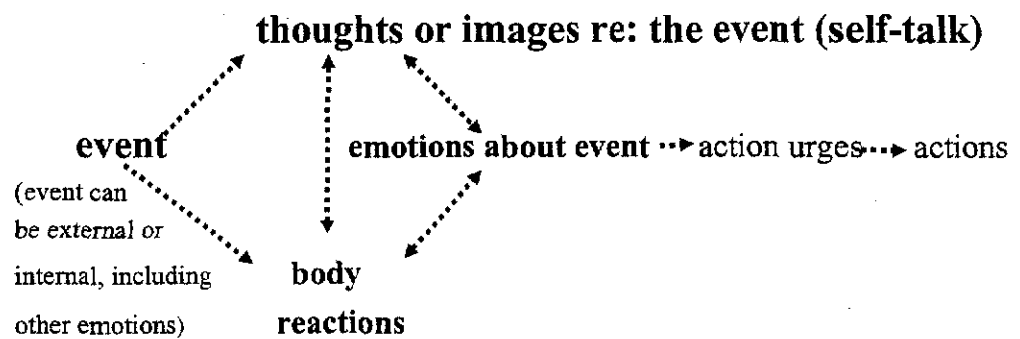 thoughts or images re: the event (self-talk)
event
emotions about event
action urges
actions
(event can
be external or
internal, including
other emotions)
body
reactions